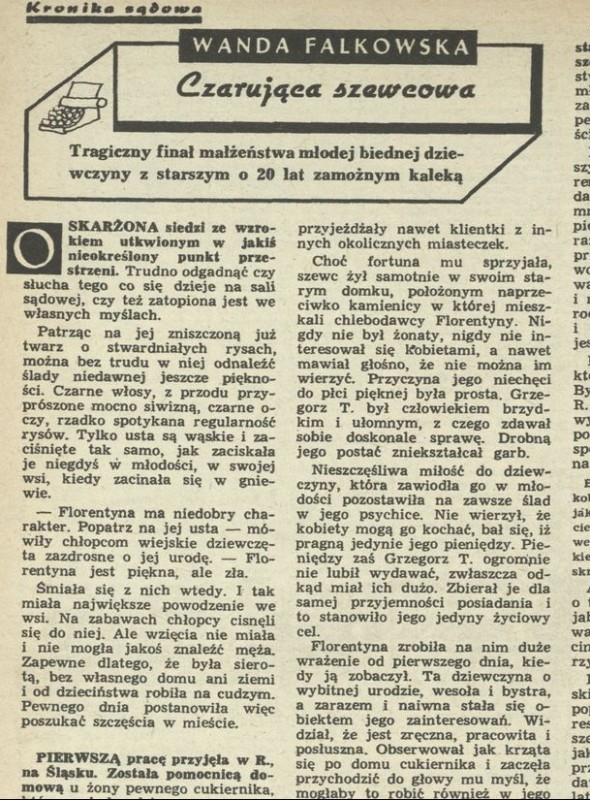 Kronika sądowa
WANDA FALKOWSKA
Czarująca szewcowa
Tragiczny finał małżeństwa młodej biednej dzie-
wczyny z starszym o 20 lat zamożnym kaleką
OSKARŻONA siedzi ze wzro-
kiem utkwionym w jakiś
nieokreślony punkt prze-
strzeni. Trudno odgadnąć czy
słucha tego co się dzieje na sali
sądowej, czy też zatopiona jest we
własnych myślach.
Patrząc na jej zniszczoną już
twarz o stwardniałych rysach,
można bez trudu w niej odnaleźć
ślady niedawnej jeszcze piękno-
ści. Czarne włosy, z przodu przy-
prószone mocno siwizną, czarne o-
czy, rzadko spotykana regularność
rysów. Tylko usta są wąskie i za-
ciśnięte tak samo, jak zaciskała
je niegdyś w młodości, w swojej
wsi, kiedy zacinała się w gnie-
wie.
— Florentyna ma niedobry cha-
rakter. Popatrz na jej usta — mó-
wiły chłopcom wiejskie dziewczę-
ta zazdrosne o jej urodę. — Flo-
rentyna jest piękna, ale zła.
Śmiała się z nich wtedy. I tak
miała największe powodzenie we
wsi. Na zabawach chłopcy cisnęli
się do niej. Ale wzięcia nie miała
i nie mogła jakoś znaleźć męża.
Zapewne dlatego, że była siero-
tą, bez własnego domu ani ziemi
i od dzieciństwa robiła na cudzym.
Pewnego dnia postanowiła więc
poszukać szczęścia w mieście.
PIERWSZĄ pracę przyjęła w R.,
na Śląsku. Została pomocnicą do-
mową u żony pewnego cukiernika,
przyjeżdżały nawet klientki z in-
nych okolicznych miasteczek.
Choć fortuna mu sprzyjała,
szewc żył samotnie w swoim sta-
rym domku, położonym naprze-
ciwko kamienicy w której miesz-
kali chlebodawcy Florentyny. Ni-
gdy nie był żonaty, nigdy nie in-
teresował się kobietami, a nawet
mawiał głośno, że nie można im
wierzyć. Przyczyna jego niechęci
do płci pięknej była prosta. Grze-
gorz T. był człowiekiem brzyd-
kim i ułomnym, z czego zdawał
sobie doskonale sprawę. Drobną
jego postać zniekształcał garb.
Nieszczęśliwa miłość do dziew-
czyny, która zawiodła go w mło-
dości pozostawiła na zawsze ślad
w jego psychice. Nie wierzył, że
kobiety mogą go kochać, bał się, iż
pragną jedynie jego pieniędzy. Pie-
niędzy zaś Grzegorz T. ogromnie
nie lubił wydawać, zwłaszcza od-
kąd miał ich dużo. Zbierał je dla
samej przyjemności posiadania i
to stanowiło jego jedyny życiowy
cel.
Florentyna zrobiła na nim duże
wrażenie od pierwszego dnia, kie-
dy ją zobaczył. Ta dziewczyna o
wybitnej urodzie, wesoła i bystra,
a zarazem i naiwna stała się o-
biektem jego zainteresowań. Wi-
dział, że jest zręczna, pracowita i
posłuszna. Obserwował jak krząta
się po domu cukiernika i zaczęła
przychodzić do głowy mu myśl, że
mogłaby to robić również w jego